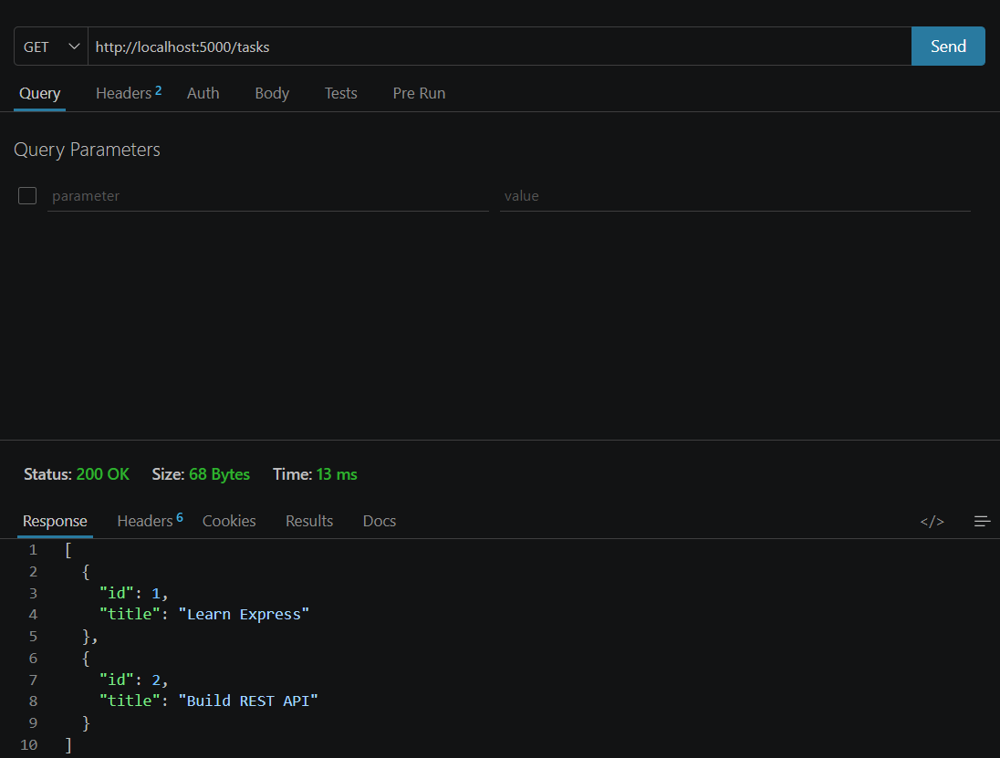 GET http://localhost:5000/tasks Send
Query Headers 2 Auth Body Tests Pre Run
Query Parameters
parameter value
Status: 200 OK Size: 68 Bytes Time: 13 ms
Response Headers 6 Cookies Results Docs </>
1 [
2 {
3 "id": 1,
4 "title": "Learn Express"
5 },
6 {
7 "id": 2,
8 "title": "Build REST API"
9 }
10 ]